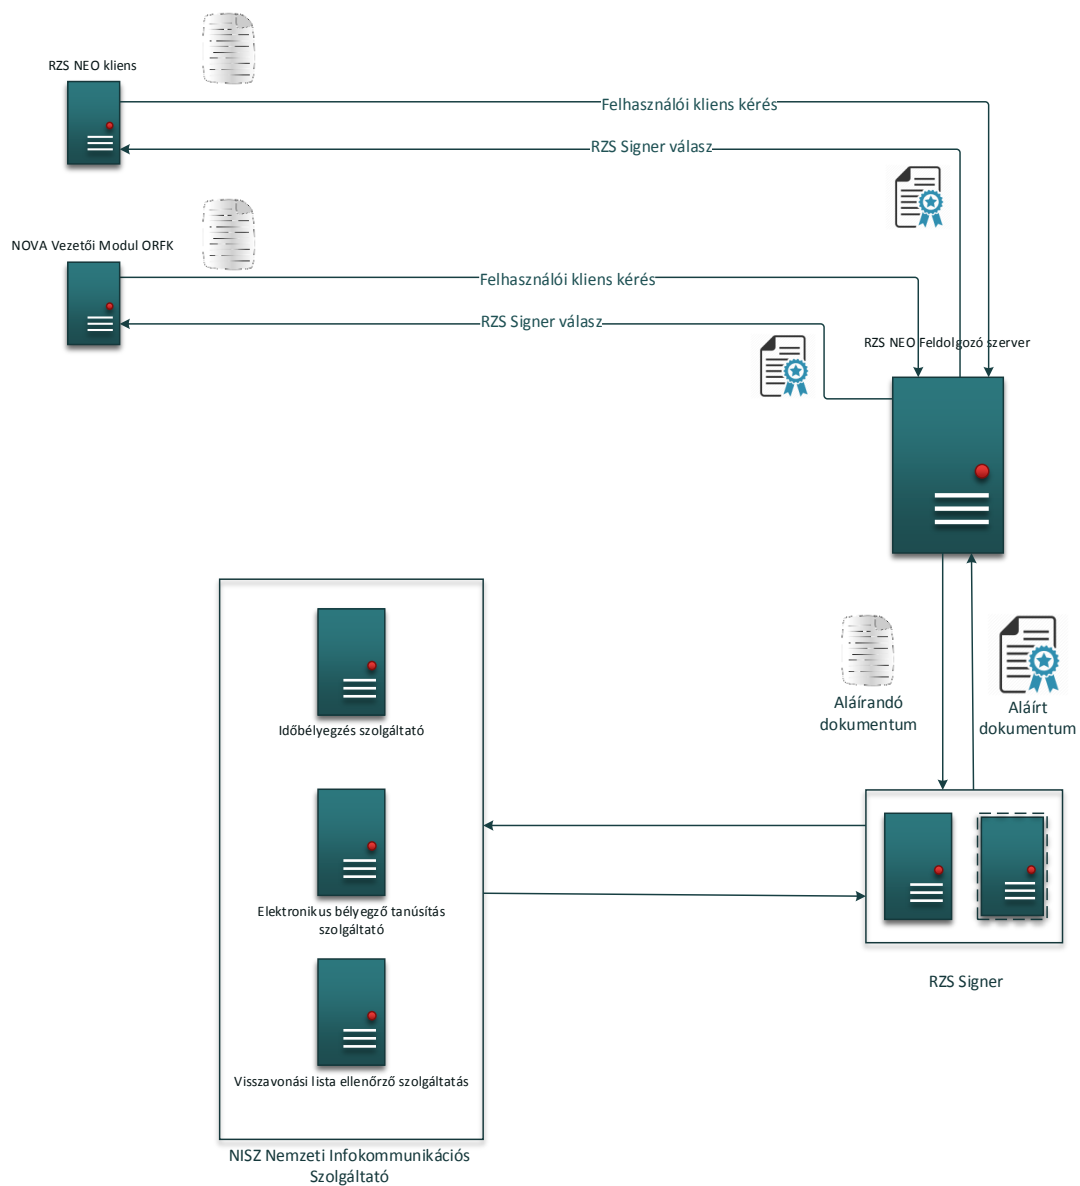 RZS NEO kliens
Felhasználói kliens kérés
RZS Signer válasz
NOVA Vezetői Modul ORFK
Felhasználói kliens kérés
RZS Signer válasz
RZS NEO Feldolgozó szerver
Aláírandó
dokumentum
Aláírt
dokumentum
Időbélyegzés szolgáltató
Elektronikus bélyegző tanúsítás
szolgáltató
RZS Signer
Visszavonási lista ellenőrző szolgáltatás
NISZ Nemzeti Infokommunikációs
Szolgáltató